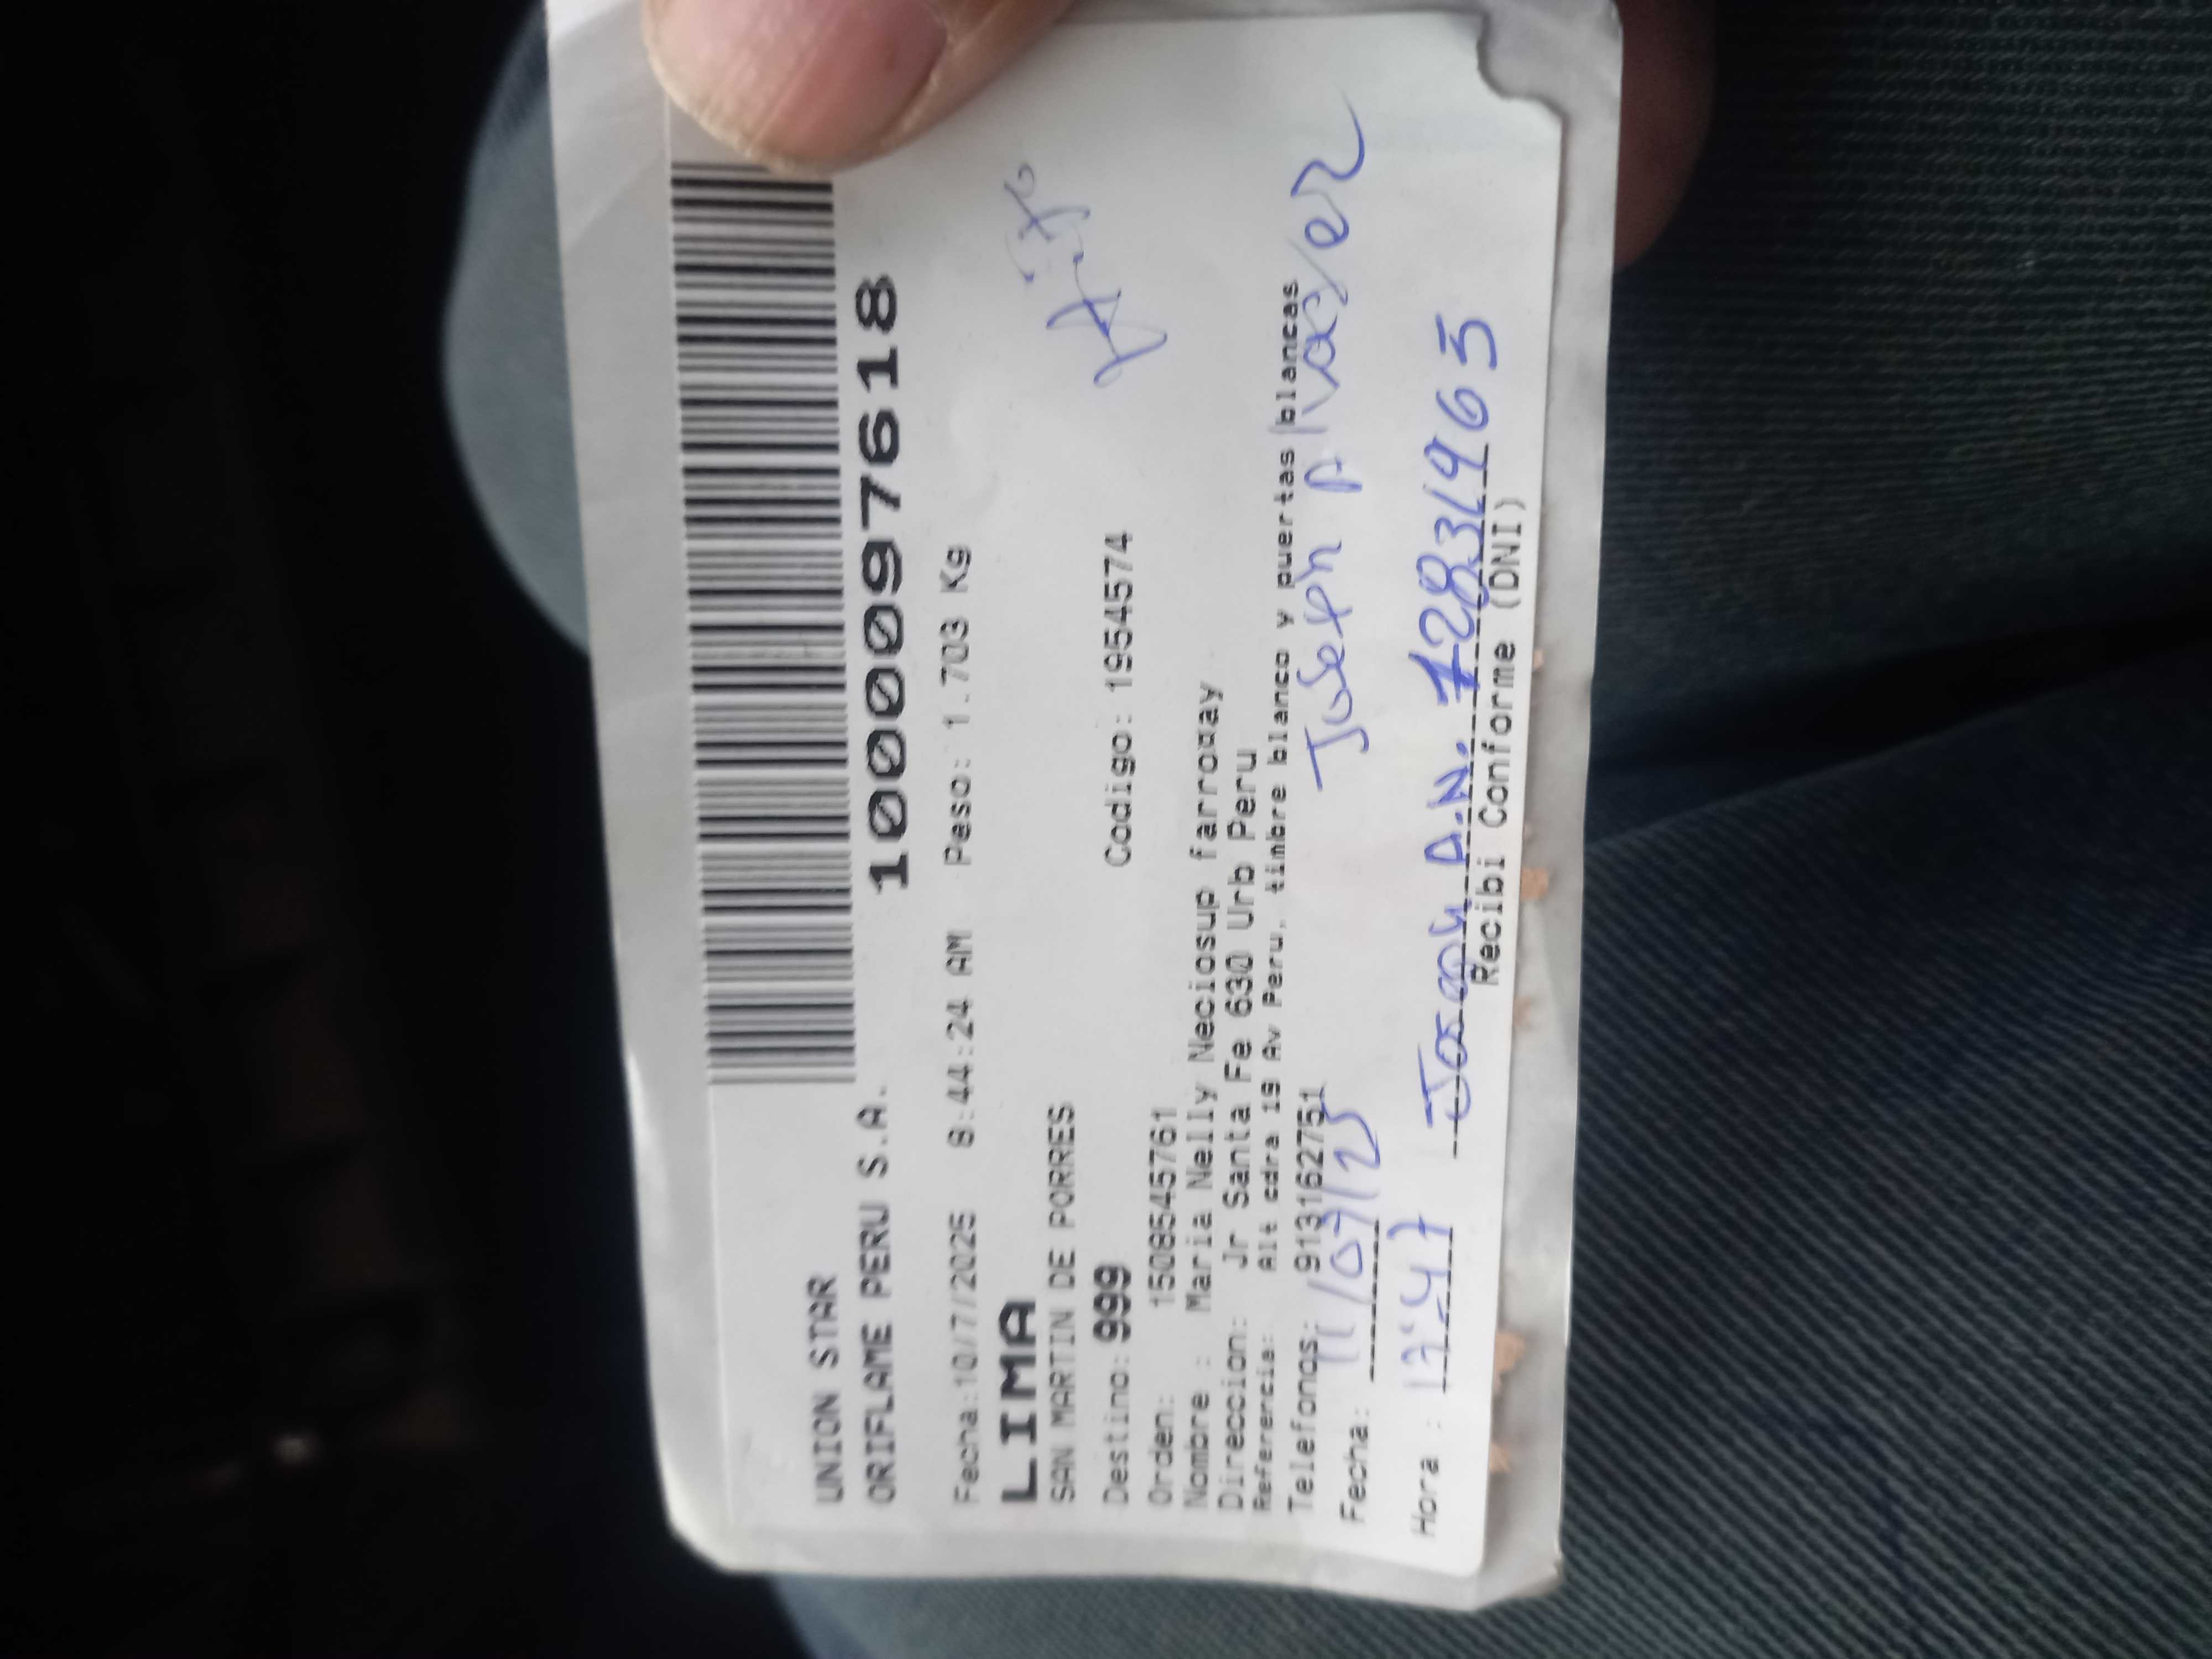 UNION STAR
ORIFLAME PERU S.A.
1000097618
Fecha:10/7/2025 8:44:24 AM Peso: 1.703 Kg
LIMA
SAN MARTIN DE PORRES
Destino: 999 Codigo: 1954574
Orden: 1508545761
Nombre : Maria Nelly Neciosup farroñay
Direccion: Jr Santa Fe 630 Urb Peru
Referencia: Alt cdra 19 Av Peru, timbre blanco y puertas blancas
Telefonos: 913162751
Joseph
Fecha: 11/07/25
Hora : 17:47
A.N. 72831965
Recibi Conforme (DNI)